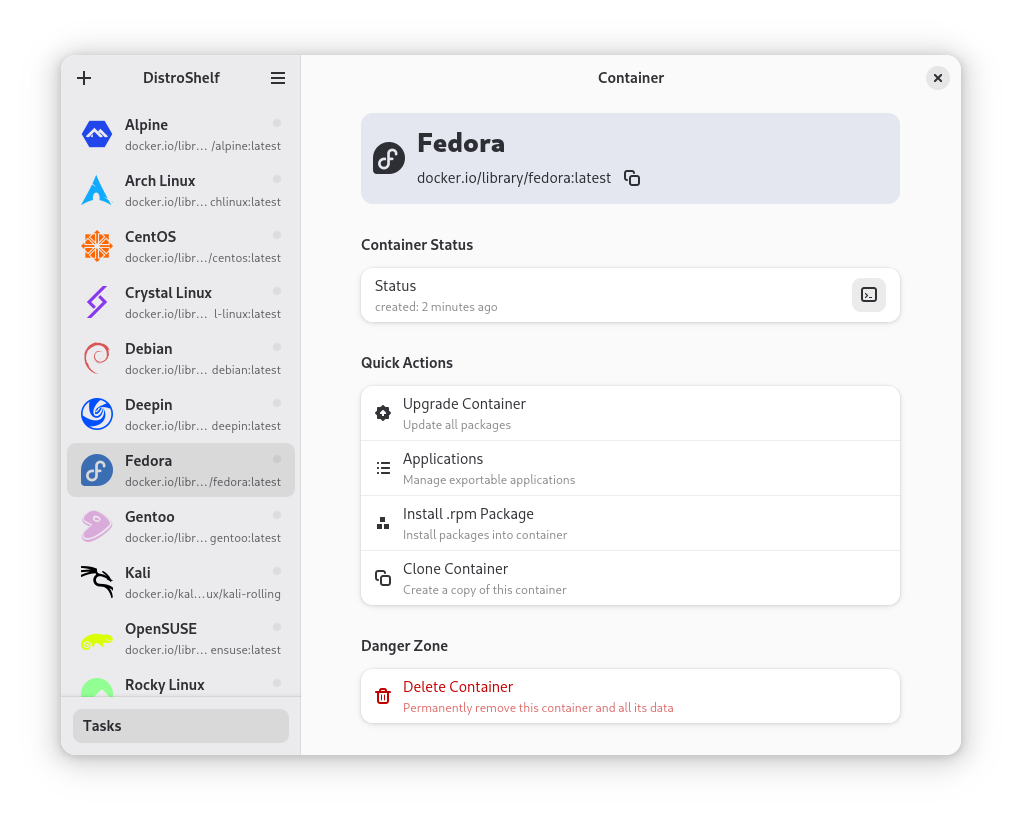 DistroShelf
Alpine
docker.io/libr… /alpine:latest
Arch Linux
docker.io/libr… chlinux:latest
CentOS
docker.io/libr… /centos:latest
Crystal Linux
docker.io/libr… l-linux:latest
Debian
docker.io/libr… debian:latest
Deepin
docker.io/libr… deepin:latest
Fedora
docker.io/libr… /fedora:latest
Gentoo
docker.io/libr… gentoo:latest
Kali
docker.io/kal…ux/kali-rolling
OpenSUSE
docker.io/libr… ensuse:latest
Rocky Linux
Tasks
Container
Fedora
docker.io/library/fedora:latest
Container Status
Status
created: 2 minutes ago
Quick Actions
Upgrade Container
Update all packages
Applications
Manage exportable applications
Install .rpm Package
Install packages into container
Clone Container
Create a copy of this container
Danger Zone
Delete Container
Permanently remove this container and all its data